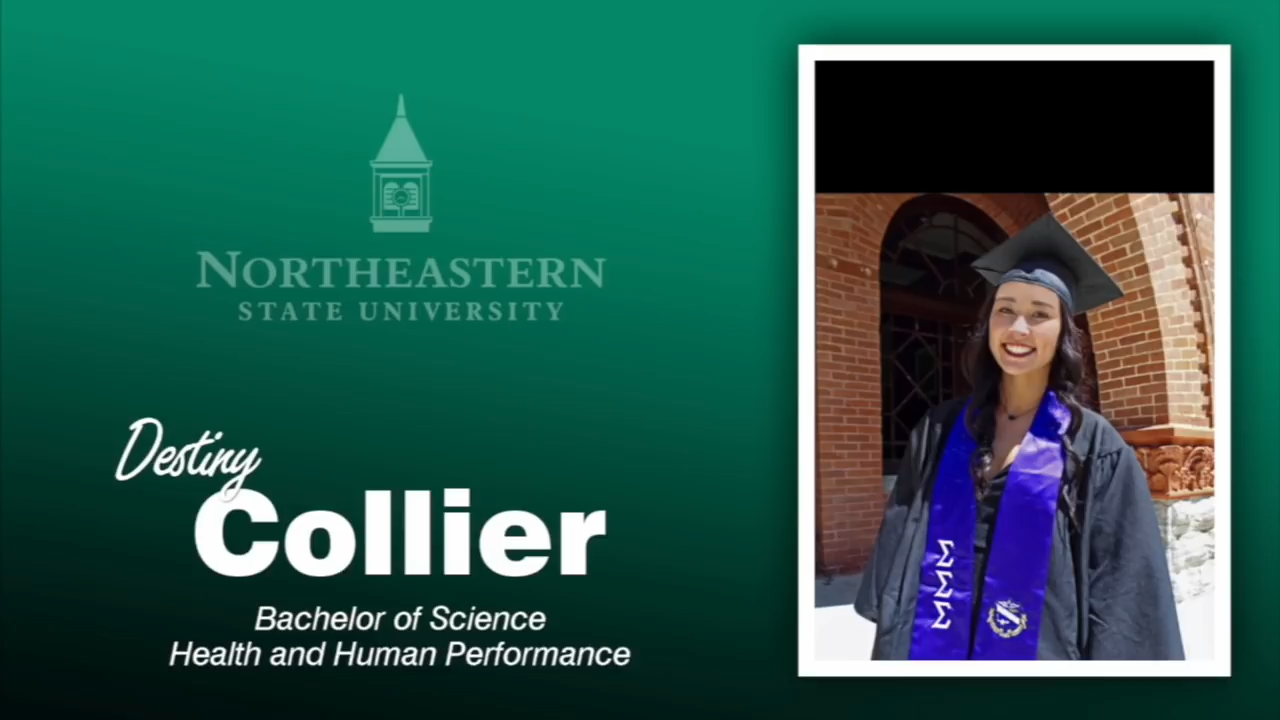 NORTHEASTERN
STATE UNIVERSITY
Destiny
Collier
Bachelor of Science
Health and Human Performance
ΣΣΣ